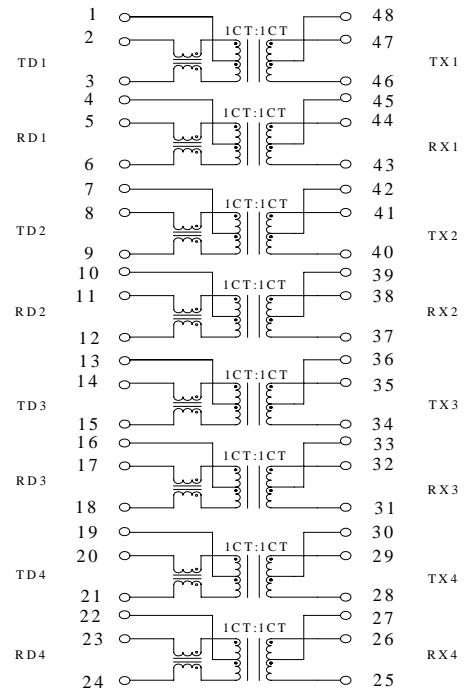 1 48
1CT:1CT
2 47
TD1 TX1
3 46
4 45
1CT:1CT
5 44
RD1 RX1
6 43
7 42
1CT:1CT
8 41
TD2 TX2
9 40
10 39
1CT:1CT
11 38
RD2 RX2
12 37
13 36
1CT:1CT
14 35
TD3 TX3
15 34
16 33
1CT:1CT
17 32
RD3 RX3
18 31
19 30
1CT:1CT
20 29
TD4 TX4
21 28
22 27
1CT:1CT
23 26
RD4 RX4
24 25